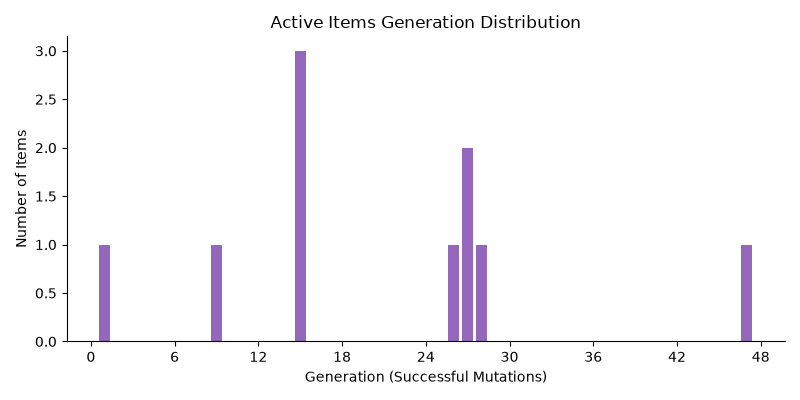 Active Items Generation Distribution
3.0
2.5
2.0
1.5
1.0
0.5
0.0
Number of Items
0 6 12 18 24 30 36 42 48
Generation (Successful Mutations)